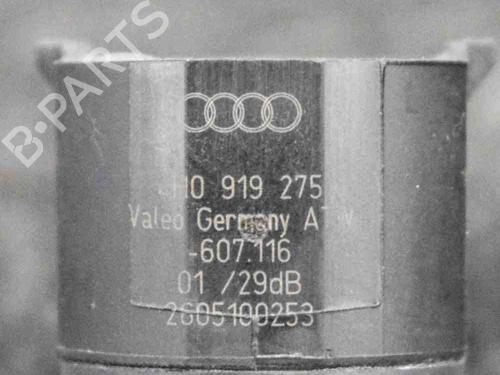 B-PARTS
919 275
Valeo Germany
-607.116
01 /29dB
2605100253